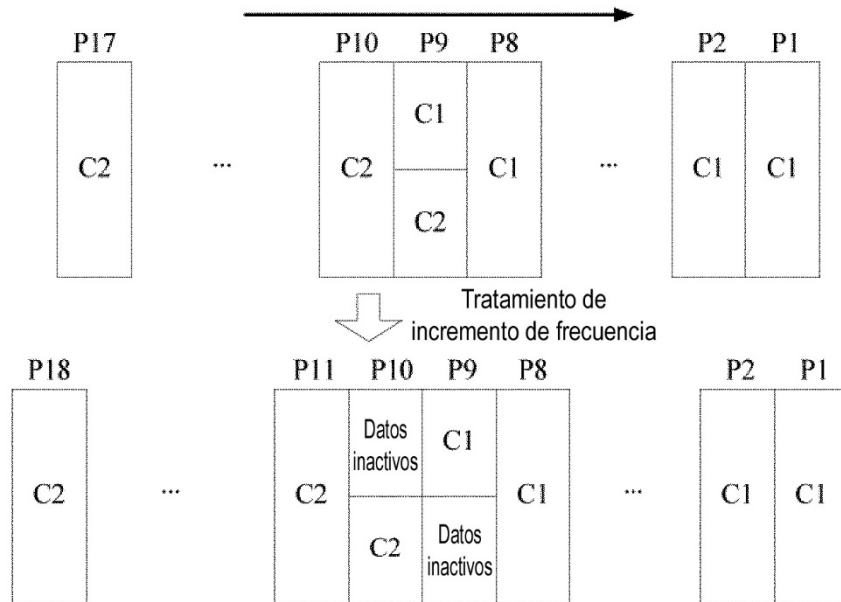 P17 P10 P9 P8 P2 P1
C1
C2 ... C2 C1 ... C1 C1
C2
Tratamiento de
incremento de frecuencia
P18 P11 P10 P9 P8 P2 P1
Datos
inactivos C1
C2 ... C2 C1 ... C1 C1
C2 Datos
inactivos